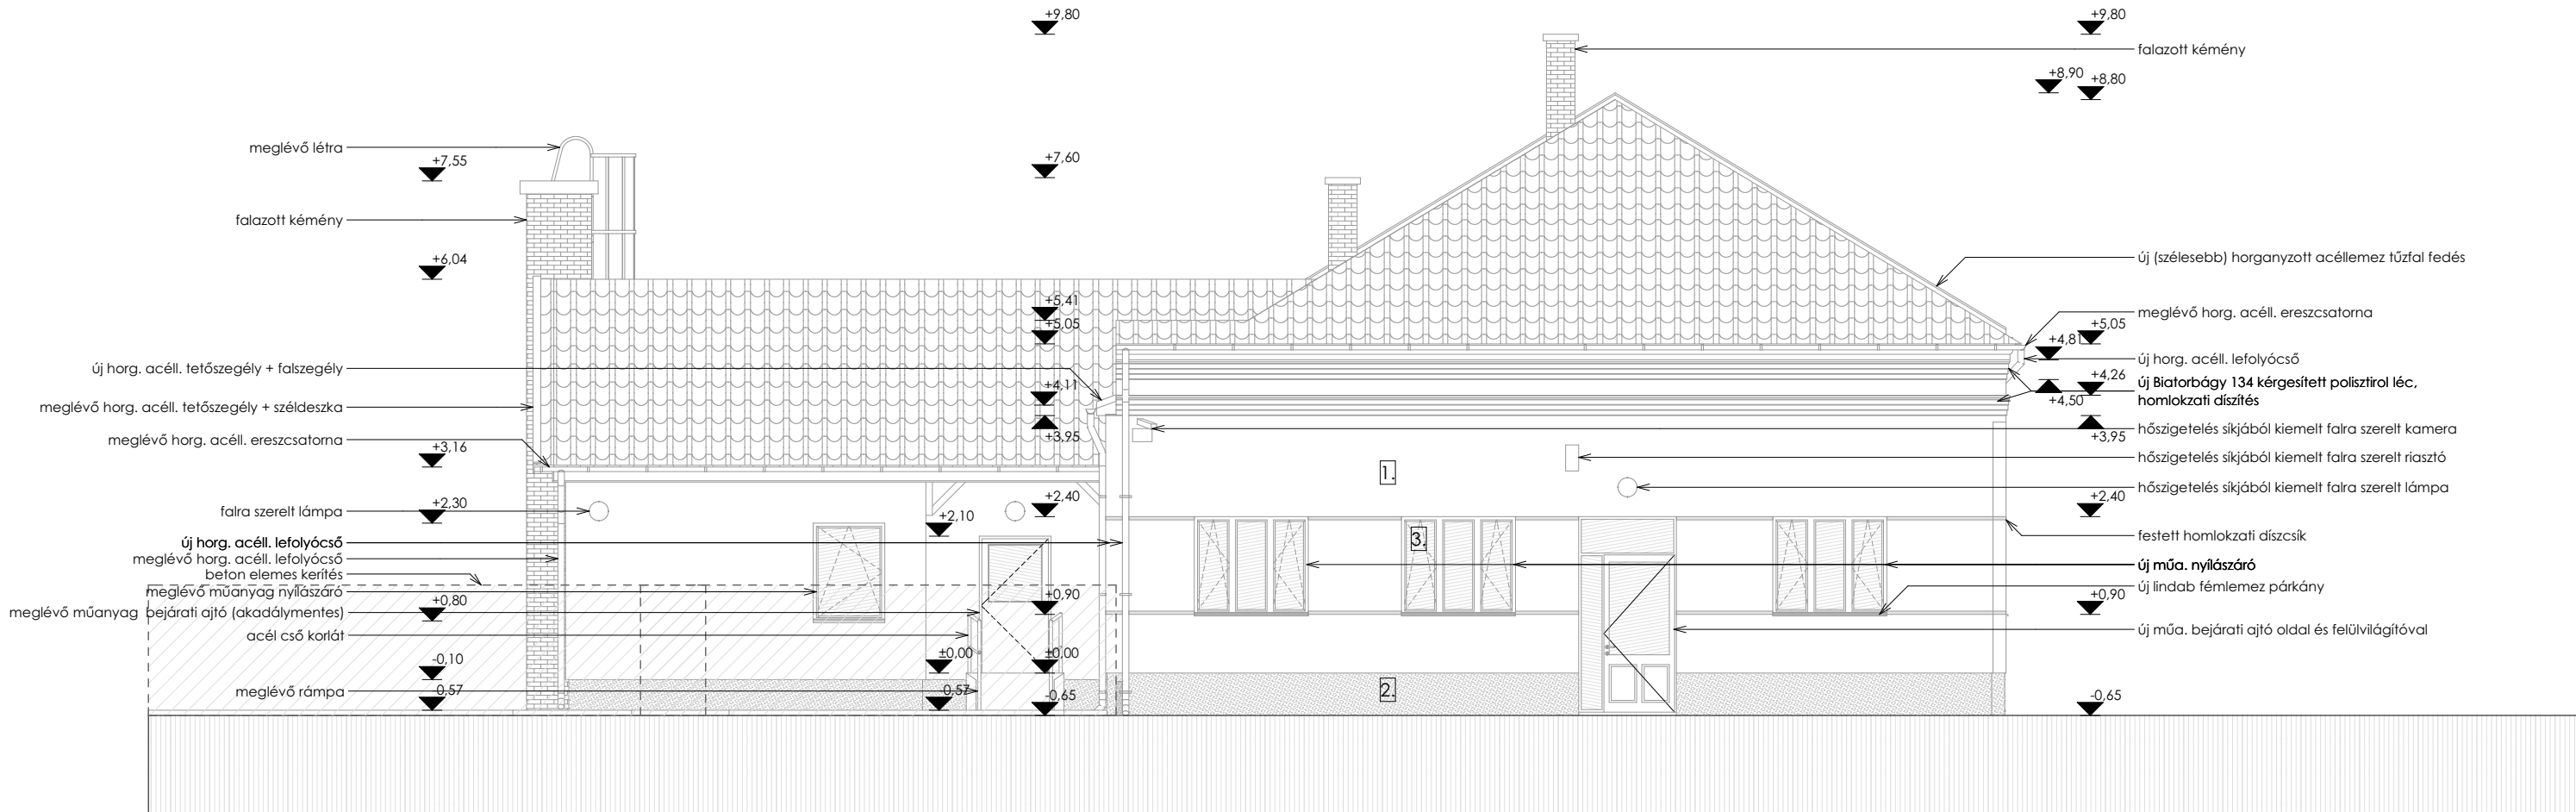 +9,80
+9,80
falazott kémény
+8,90
+8,80
meglévő létra
+7,55
+7,60
falazott kémény
+6,04
új (szélesebb) horganyzott acéllemez tűzfal fedés
+5,41
+5,05
meglévő horg. acéll. ereszcsatorna
+5,05
+4,81
új horg. acéll. lefolyócső
új horg. acéll. tetőszegély + falszegély
+4,11
+4,26
új Biatorbágy 134 kérgesített polisztirol léc,
homlokzati díszítés
+4,50
meglévő horg. acéll. tetőszegély + széldeszka
hőszigetelés síkjából kiemelt falra szerelt kamera
+3,95
+3,95
meglévő horg. acéll. ereszcsatorna
+3,16
hőszigetelés síkjából kiemelt falra szerelt riasztó
1.
hőszigetelés síkjából kiemelt falra szerelt lámpa
+2,40
+2,40
falra szerelt lámpa
+2,30
+2,10
festett homlokzati díszcsík
új horg. acéll. lefolyócső
3.
meglévő horg. acéll. lefolyócső
új műa. nyílászáró
beton elemes kerítés
meglévő műanyag nyílászáró
új lindab fémlemez párkány
+0,80
+0,90
+0,90
meglévő műanyag bejárati ajtó (akadálymentes)
acél cső korlát
új műa. bejárati ajtó oldal és felülvilágítóval
-0,10
±0,00
±0,00
meglévő rámpa
-0,57
-0,57
-0,65
2.
-0,65